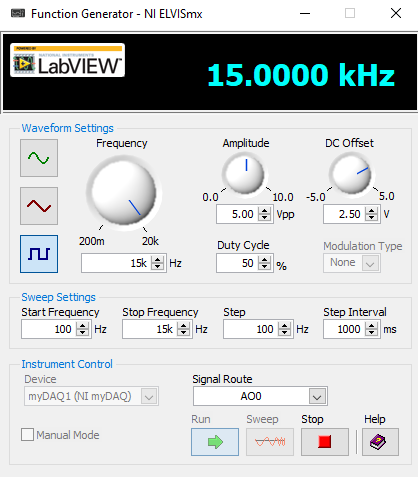 Function Generator - NI ELVISmx
POWERED BY
NATIONAL INSTRUMENTS
LabVIEW™
15.0000 kHz
Waveform Settings
Frequency
Amplitude
DC Offset
0.0 10.0
-5.0 5.0
200m 20k
5.00 Vpp
2.50 V
Duty Cycle
Modulation Type
15k Hz
50 %
None
Sweep Settings
Start Frequency Stop Frequency Step Step Interval
100 Hz 15k Hz 100 Hz 1000 ms
Instrument Control
Device
Signal Route
myDAQ1 (NI myDAQ)
AO0
Run Sweep Stop Help
Manual Mode